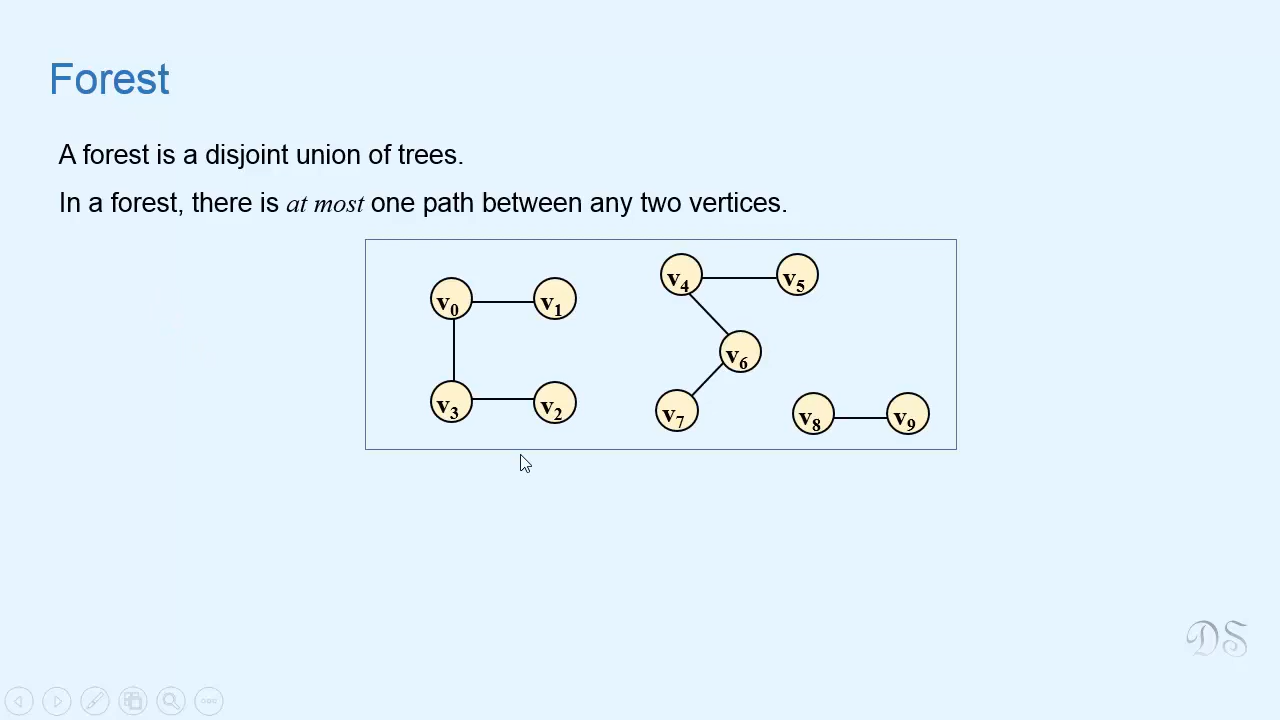 Forest
A forest is a disjoint union of trees.
In a forest, there is at most one path between any two vertices.
v4 v5
v0 v1
v6
v3 v2
v7 v8 v9
DS